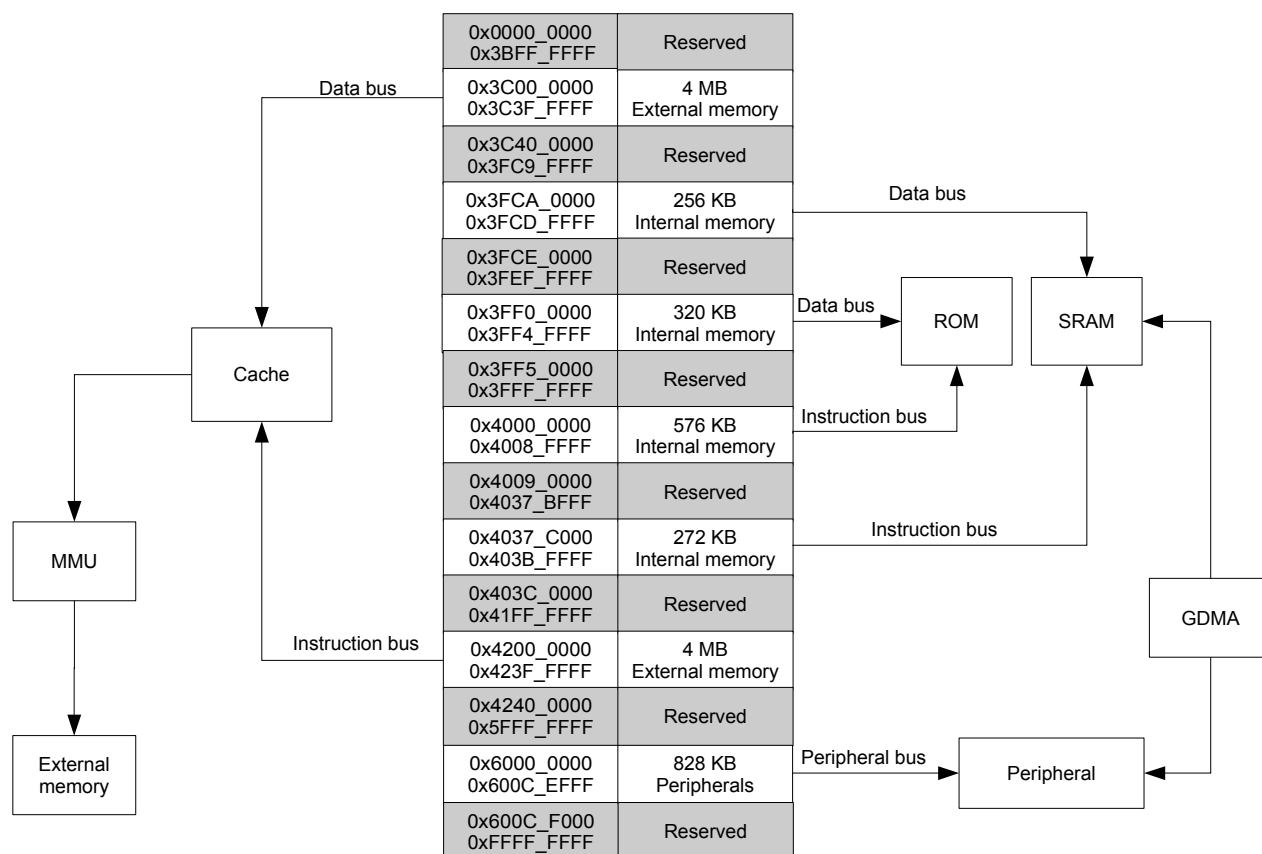 0x0000_0000
0x3BFF_FFFF
Reserved
Data bus
0x3C00_0000
0x3C3F_FFFF
4 MB
External memory
0x3C40_0000
0x3FC9_FFFF
Reserved
0x3FCA_0000
0x3FCD_FFFF
256 KB
Internal memory
Data bus
0x3FCE_0000
0x3FEF_FFFF
Reserved
0x3FF0_0000
0x3FF4_FFFF
320 KB
Internal memory
Data bus
ROM
SRAM
Cache
0x3FF5_0000
0x3FFF_FFFF
Reserved
0x4000_0000
0x4008_FFFF
576 KB
Internal memory
Instruction bus
0x4009_0000
0x4037_BFFF
Reserved
MMU
0x4037_C000
0x403B_FFFF
272 KB
Internal memory
Instruction bus
0x403C_0000
0x41FF_FFFF
Reserved
GDMA
Instruction bus
0x4200_0000
0x423F_FFFF
4 MB
External memory
0x4240_0000
0x5FFF_FFFF
Reserved
External
memory
0x6000_0000
0x600C_EFFF
828 KB
Peripherals
Peripheral bus
Peripheral
0x600C_F000
0xFFFF_FFFF
Reserved